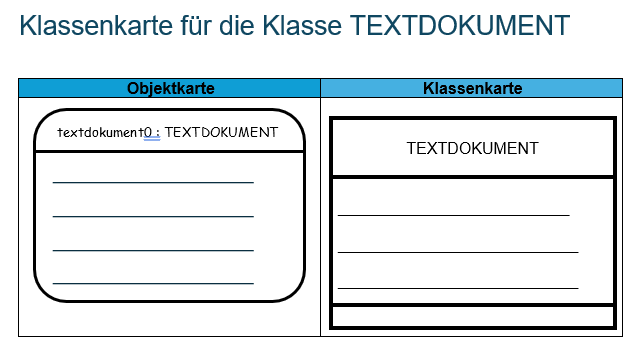 Klassenkarte für die Klasse TEXTDOKUMENT
Objektkarte
Klassenkarte
textdokument0 : TEXTDOKUMENT
TEXTDOKUMENT